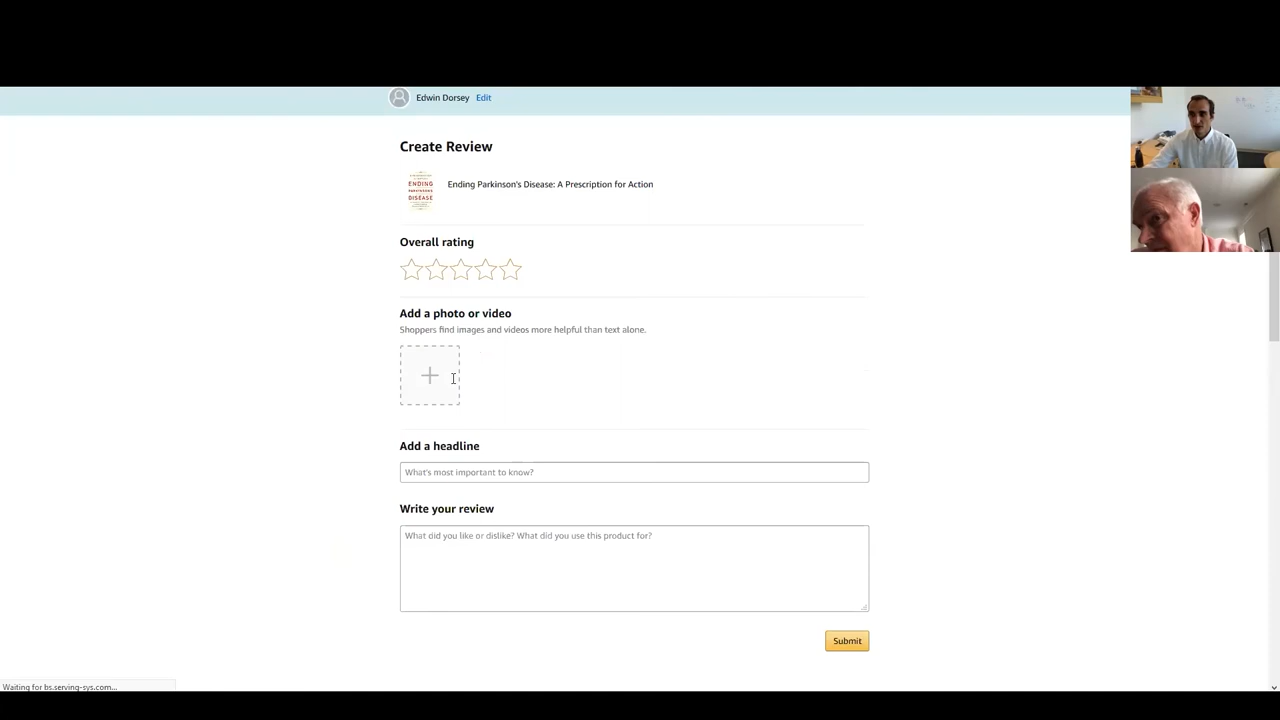 Edwin Dorsey Edit
Create Review
ENDING
PARKINSON'S
DISEASE
Ending Parkinson's Disease: A Prescription for Action
Overall rating
Add a photo or video
Shoppers find images and videos more helpful than text alone.
Add a headline
What's most important to know?
Write your review
What did you like or dislike? What did you use this product for?
Submit
Waiting for bs.serving-sys.com...